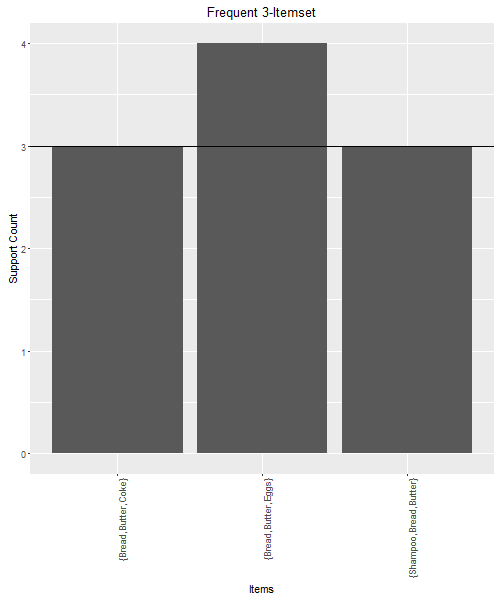 Frequent 3-Itemset
Support Count
4
3
2
1
0
{Bread,Butter,Coke}
{Bread,Butter,Eggs}
{Shampoo,Bread,Butter}
Items